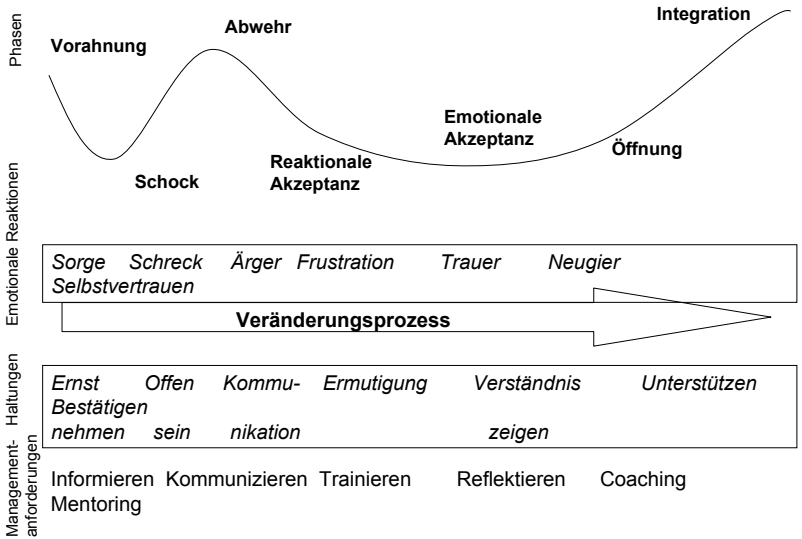 Phasen
Integration
Abwehr
Vorahnung
Emotionale
Akzeptanz
Öffnung
Reaktionale
Akzeptanz
Schock
Emotionale Reaktionen
Sorge Schreck Ärger Frustration Trauer Neugier
Selbstvertrauen
Veränderungsprozess
Haltungen
Ernst Offen Kommu- Ermutigung Verständnis Unterstützen
Bestätigen
nehmen sein nikation zeigen
Management-
anforderungen
Informieren Kommunizieren Trainieren Reflektieren Coaching
Mentoring